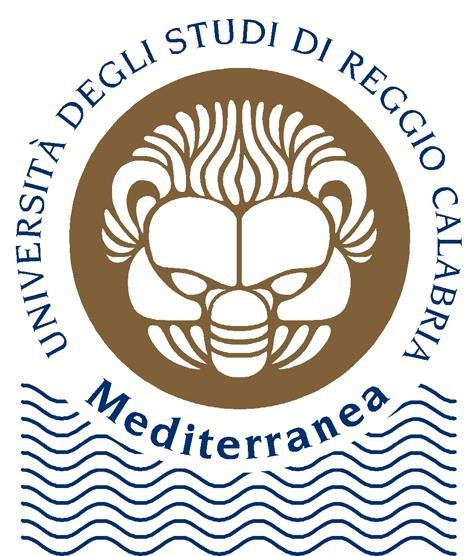 UNIVERSITÀ DEGLI STUDI DI REGGIO CALABRIA
Mediterranea